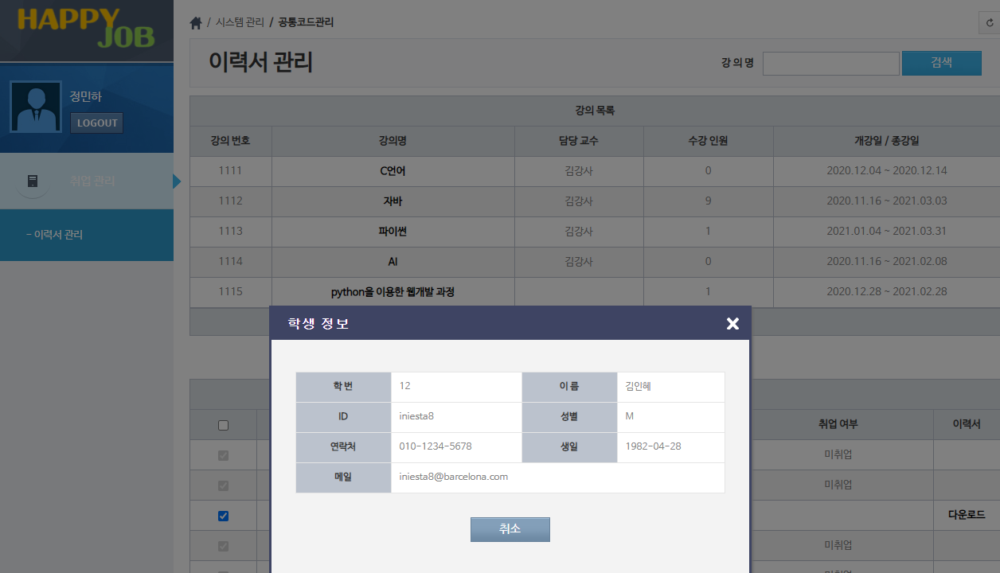 HAPPY
JOB
/ 시스템 관리 / 공통코드관리
정민하
LOGOUT
취업 관리
- 이력서 관리
이력서 관리
강 의 명
검색
강의 목록
강의 번호 강의명 담당 교수 수강 인원 개강일 / 종강일
1111 C언어 김강사 0 2020.12.04 ~ 2020.12.14
1112 자바 김강사 9 2020.11.16 ~ 2021.03.03
1113 파이썬 김강사 1 2021.01.04 ~ 2021.03.31
1114 AI 김강사 0 2020.11.16 ~ 2021.02.08
1115 python을 이용한 웹개발 과정 1 2020.12.28 ~ 2021.02.28
학생 정보
학 번 12 이 름 김인혜
ID iniesta8 성별 M
연락처 010-1234-5678 생일 1982-04-28
메일 iniesta8@barcelona.com
취소
취업 여부 이력서
미취업
미취업
다운로드
미취업